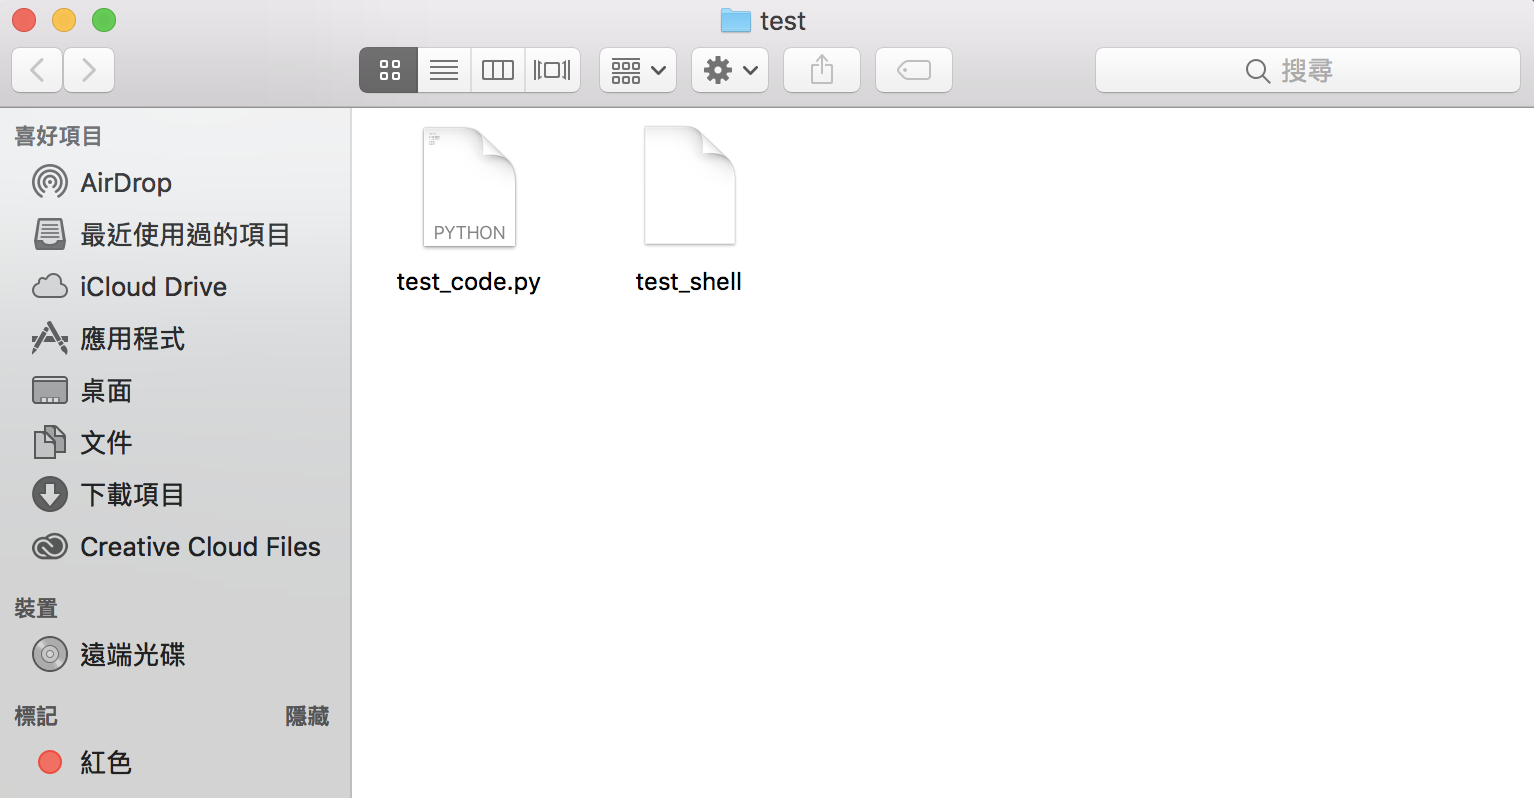 test
搜尋
喜好項目
AirDrop
最近使用過的項目
iCloud Drive
應用程式
桌面
文件
下載項目
Creative Cloud Files
裝置
遠端光碟
標記 隱藏
紅色
PYTHON
test_code.py test_shell